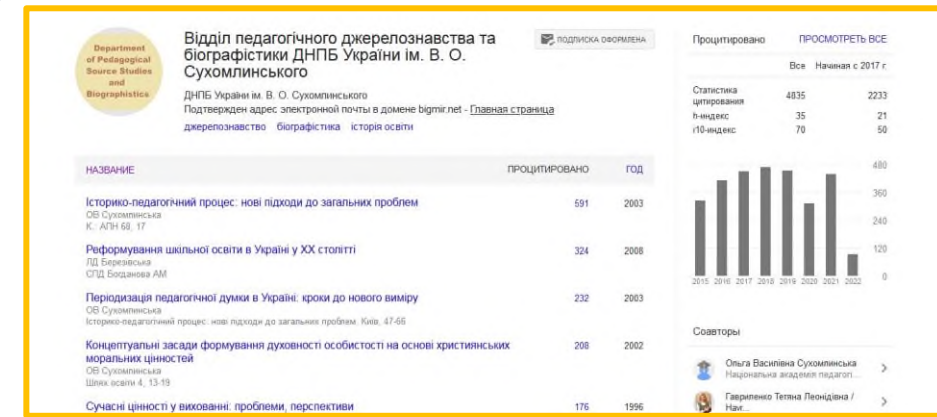 Department
of Pedagogical
Source Studies
and
Biographistics
Відділ педагогічного джерелознавства та
біографістики ДНПБ України ім. В. О.
Сухомлинського
ПОДПИСКА ОФОРМЛЕНА
ДНПБ України ім. В. О. Сухомлинського
Подтвержден адрес электронной почты в домене bigmir.net - Главная страница
джерелознавство біографістика історія освіти
НАЗВАНИЕ ПРОЦИТИРОВАНО ГОД
Історико-педагогічний процес: нові підходи до загальних проблем 591 2003
ОВ Сухомлинська
К.: АПН 68, 17
Реформування шкільної освіти в Україні у ХХ столітті 324 2008
ЛД Березівська
СПД Богданова АМ
Періодизація педагогічної думки в Україні: кроки до нового виміру 232 2003
ОВ Сухомлинська
Історико-педагогічний процес: нові підходи до загальних проблем. Київ, 47-66
Концептуальні засади формування духовності особистості на основі християнських 208 2002
моральних цінностей
ОВ Сухомлинська
Шлях освіти 4, 13-19
Сучасні цінності у вихованні: проблеми, перспективи 176 1996
Процитировано ПРОСМОТРЕТЬ ВСЕ
Все Начиная с 2017 г.
Статистика
цитирования 4835 2233
h-индекс 35 21
i10-индекс 70 50
480
360
240
120
0
2015 2016 2017 2018 2019 2020 2021 2022
Соавторы
Ольга Василівна Сухомлинська
Національна академія педагог...
Гавриленко Тетяна Леонідівна /
Havr...